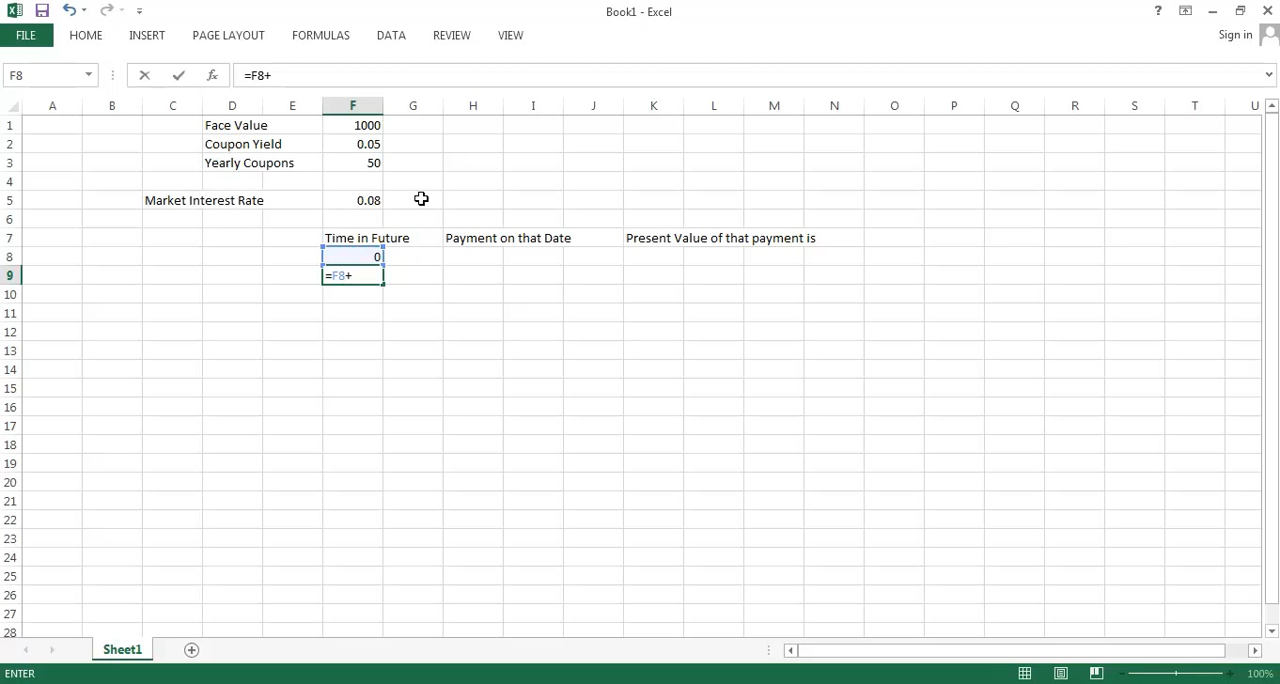 Book1 - Excel
?
FILE HOME INSERT PAGE LAYOUT FORMULAS DATA REVIEW VIEW Sign in
F8 fx =F8+
A B C D E F G H I J K L M N O P Q R S T U
1 Face Value 1000
2 Coupon Yield 0.05
3 Yearly Coupons 50
4
5 Market Interest Rate 0.08
6
7 Time in Future Payment on that Date Present Value of that payment is
8 0
9 =F8+
10
11
12
13
14
15
16
17
18
19
20
21
22
23
24
25
26
27
28
Sheet1
ENTER 100%